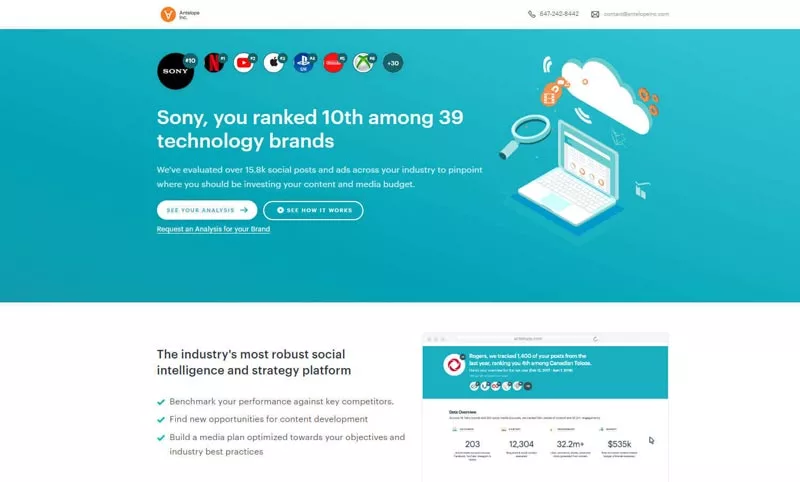 Antelope
Inc.
647-242-8442
contact@antelopeinc.com
SONY
#10
#1
#2
#3
#4
#5
#6
+30
Sony, you ranked 10th among 39
technology brands
We've evaluated over 15.8k social posts and ads across your industry to pinpoint
where you should be investing your content and media budget.
SEE YOUR ANALYSIS
SEE HOW IT WORKS
Request an Analysis for your Brand
The industry's most robust social
intelligence and strategy platform
Benchmark your performance against key competitors.
Find new opportunities for content development
Build a media plan optimized towards your objectives and
industry best practices
Rogers, we tracked 1,400 of your posts from the
last year, ranking you 4th among Canadian Telcos.
Data Overview
203
12,304
32.2m+
$535k